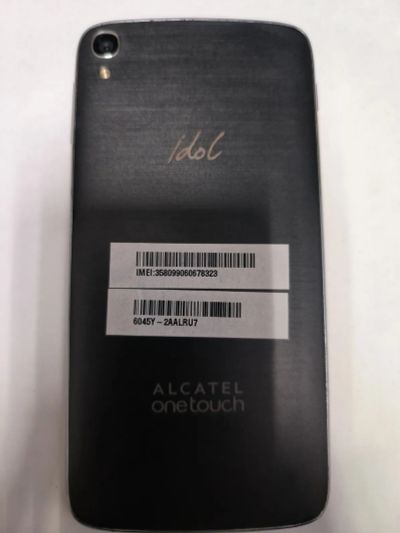 Idol
IMEI:358099060678323
6045Y-2AALRU7
ALCATEL
onetouch